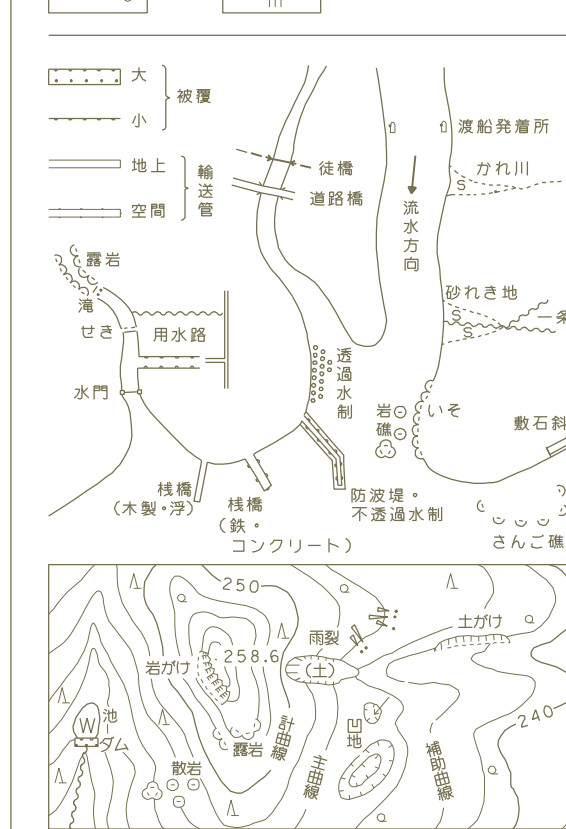 大
被覆
小
地上
輸送管
空間
徒橋
道路橋
渡船発着所
かれ川
S
流水方向
露岩
滝
せき
用水路
砂れき地
S
S
水門
透過水制
岩礁
いそ
桟橋
(木製・浮)
桟橋
(鉄・
コンクリート)
防波堤・
不透過水制
さんご礁
250
雨裂
土がけ
岩がけ
258.6
(土)
池
W
ダム
計曲線
凹地
露岩
主曲線
補助曲線
散岩
240